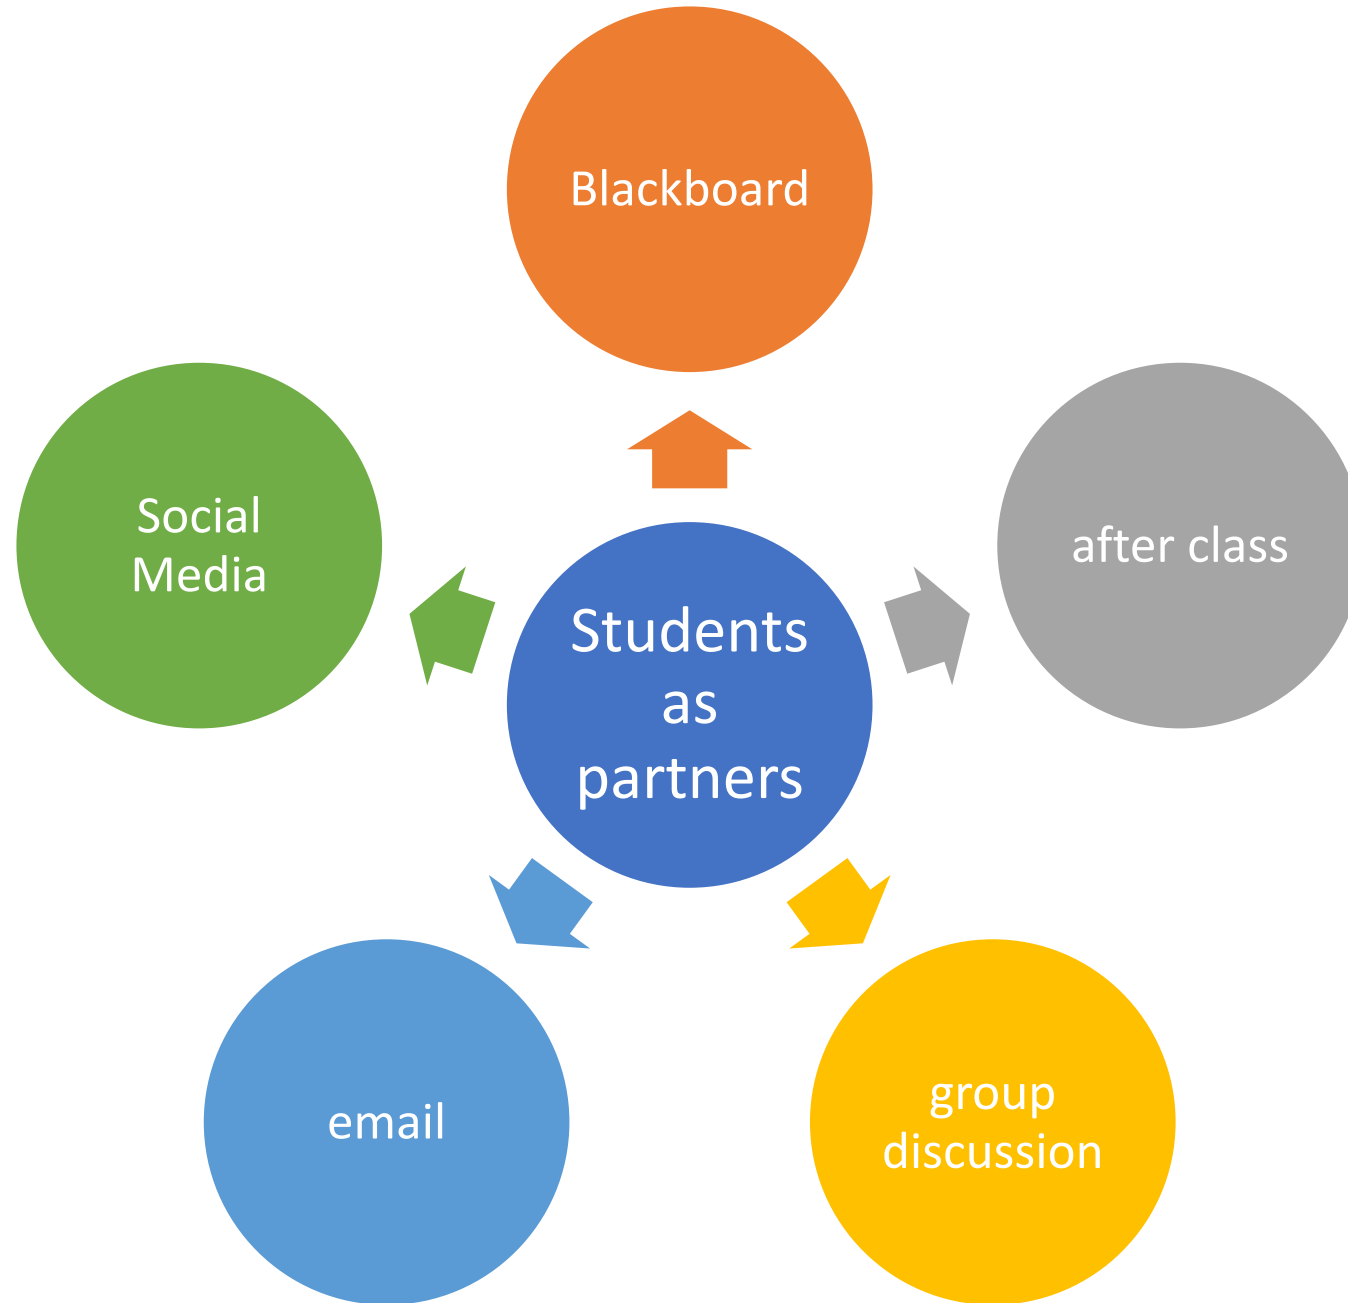 Blackboard
Social
Media
after class
Students
as
partners
email
group
discussion